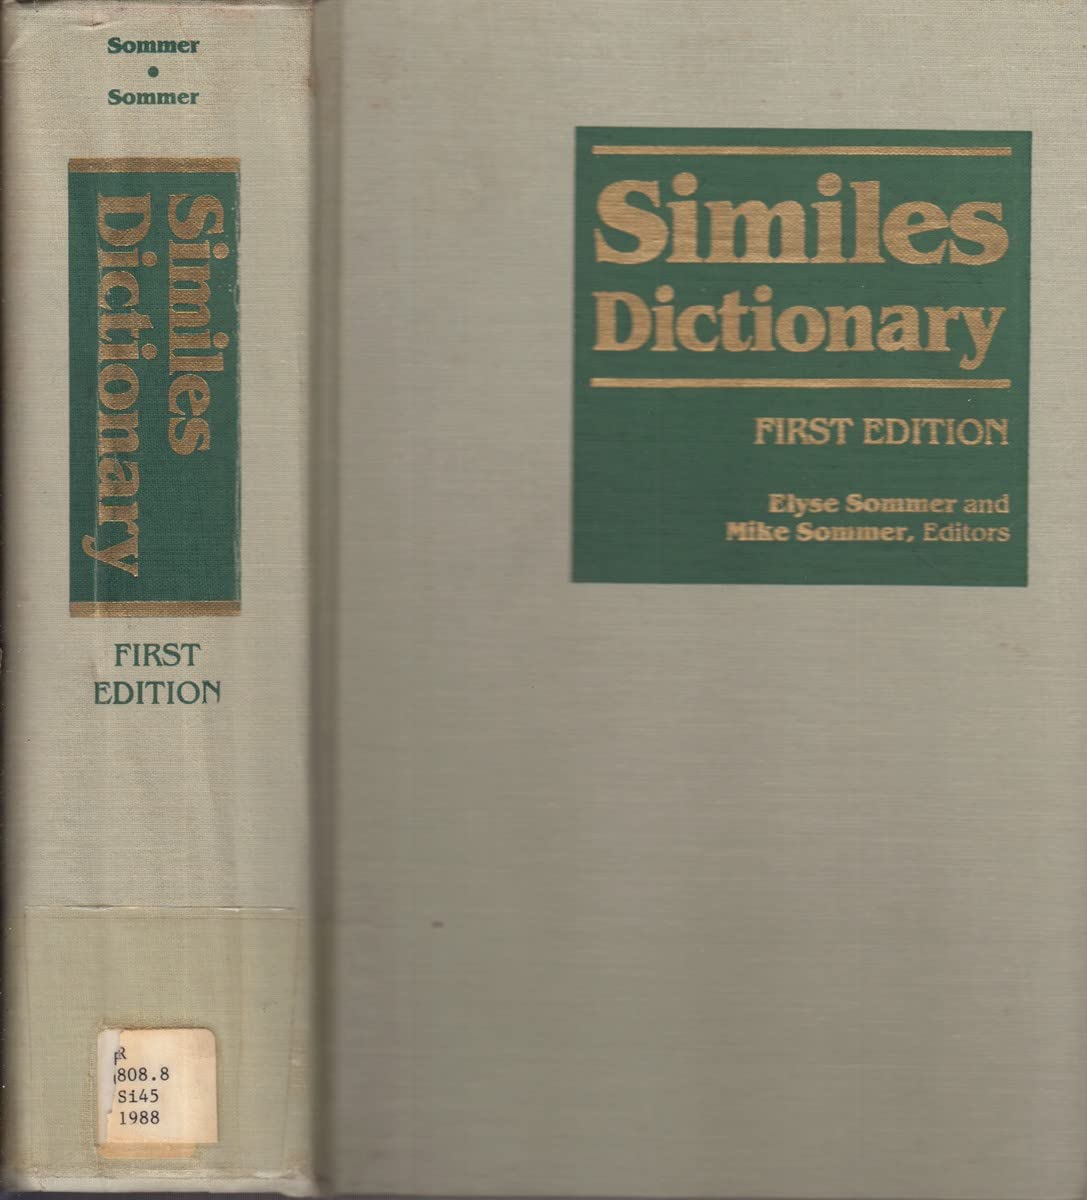 Sommer
•
Sommer
Similes
Dictionary
FIRST
EDITION
R
808.8
Si45
1988
Similes
Dictionary
FIRST EDITION
Elyse Sommer and
Mike Sommer, Editors